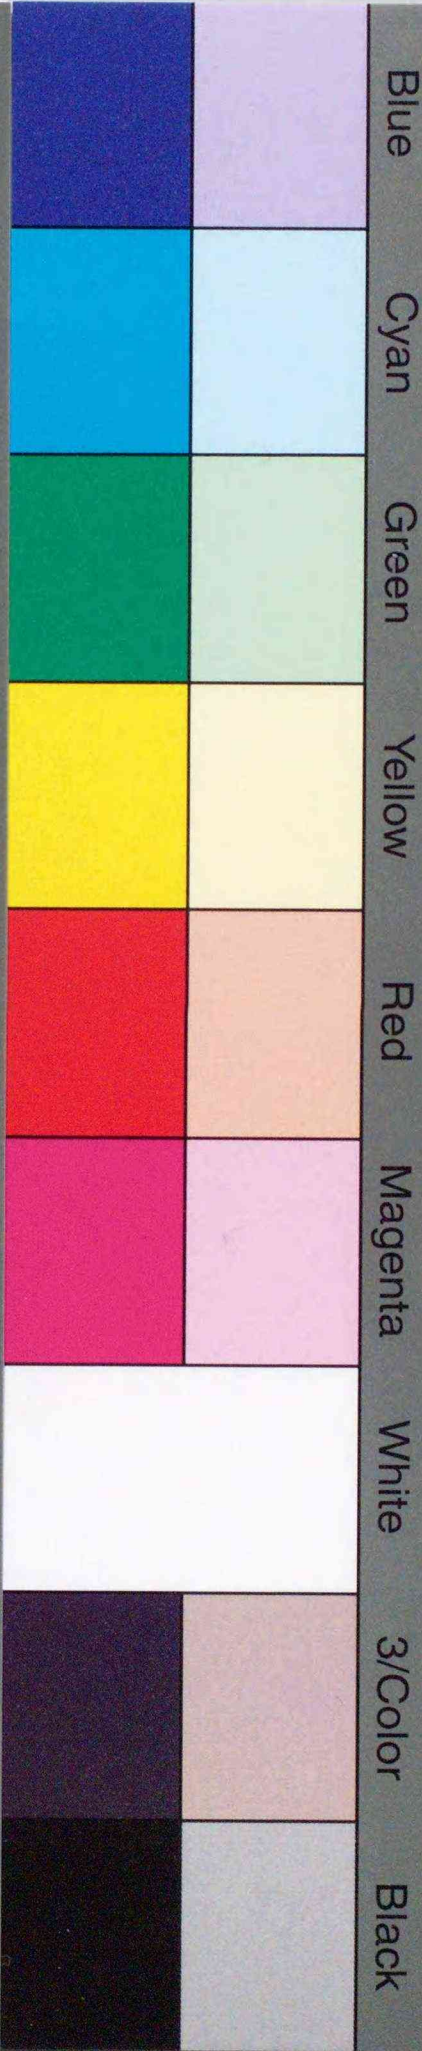 Blue
Cyan
Green
Yellow
Red
Magenta
White
3/Color
Black